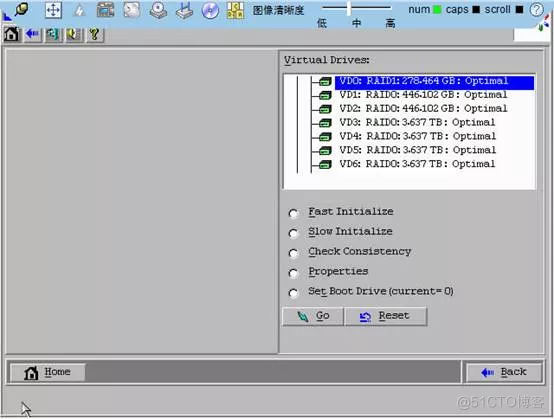 图像清晰度
低 中 高
num caps scroll
Virtual Drives:
VD0: RAID1: 278.464 GB: Optimal
VD1: RAID0: 446.102 GB: Optimal
VD2: RAID0: 446.102 GB: Optimal
VD3: RAID0: 3.637 TB: Optimal
VD4: RAID0: 3.637 TB: Optimal
VD5: RAID0: 3.637 TB: Optimal
VD6: RAID0: 3.637 TB: Optimal
Fast Initialize
Slow Initialize
Check Consistency
Properties
Set Boot Drive (current= 0)
Go Reset
Home Back
@51CTO博客